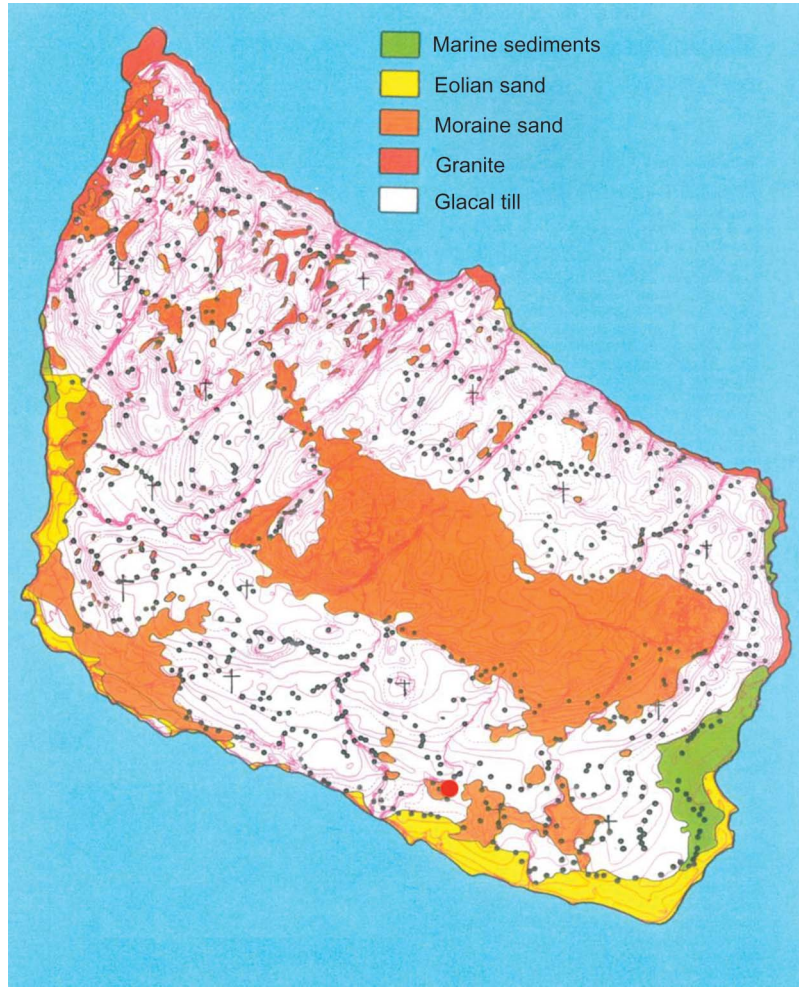 Marine sediments
Eolian sand
Moraine sand
Granite
Glacal till